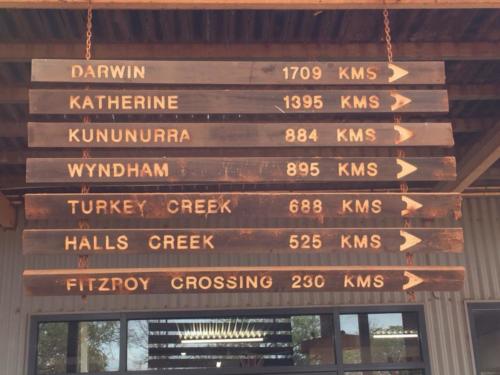 DARWIN 1709 KMS
KATHERINE 1395 KMS
KUNUNURRA 884 KMS
WYNDHAM 895 KMS
TURKEY CREEK 688 KMS
HALLS CREEK 525 KMS
FITZROY CROSSING 230 KMS